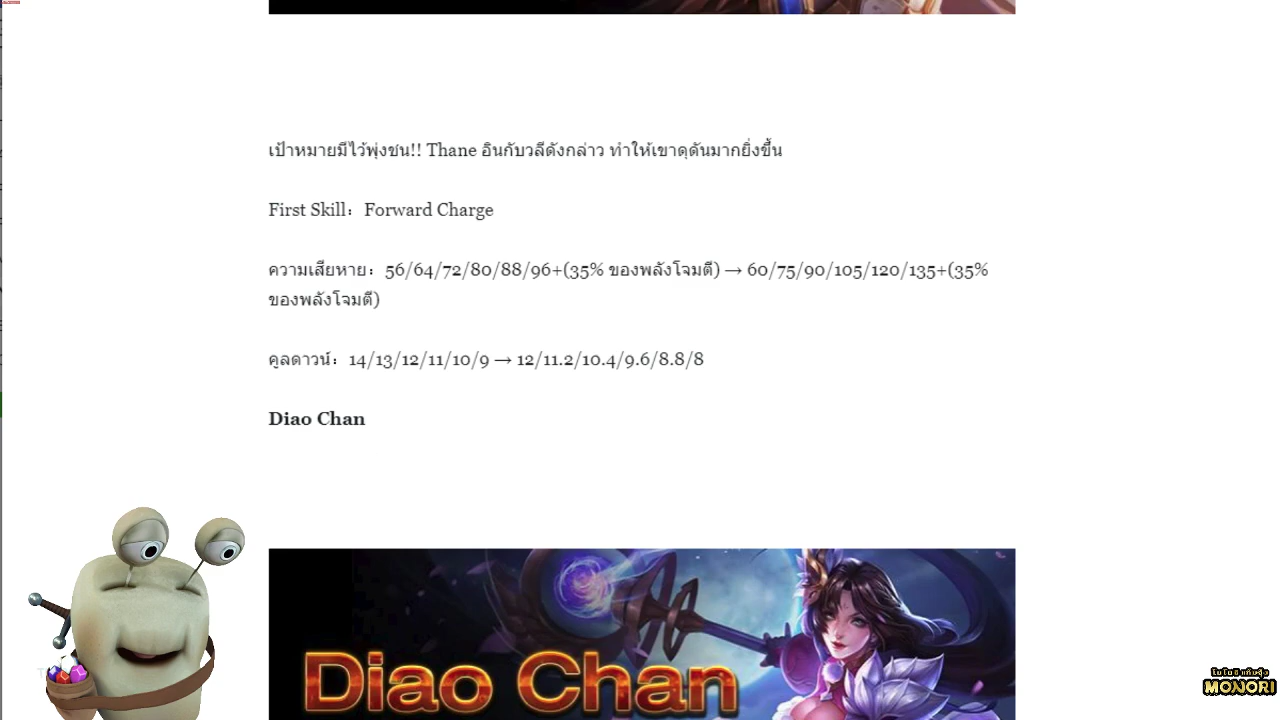 เป้าหมายมีไว้พุ่งชน!! Thane อินกับวลีดังกล่าว ทำให้เขาดุดันมากยิ่งขึ้น
First Skill： Forward Charge
ความเสียหาย： 56/64/72/80/88/96+(35% ของพลังโจมตี) → 60/75/90/105/120/135+(35%
ของพลังโจมตี)
คูลดาวน์： 14/13/12/11/10/9 → 12/11.2/10.4/9.6/8.8/8
Diao Chan
Diao Chan
MONORI